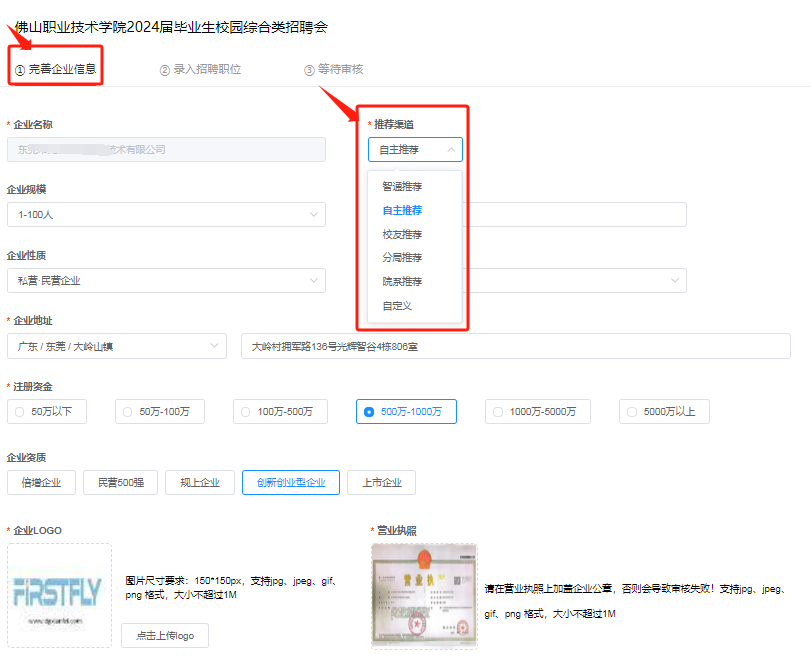 佛山职业技术学院2024届毕业生校园综合类招聘会
① 完善企业信息
② 录入招聘职位
③ 等待审核
* 企业名称
* 推荐渠道
东莞 技术有限公司
自主推荐
智通推荐
自主推荐
校友推荐
分局推荐
院系推荐
自定义
企业规模
1-100人
企业性质
私营·民营企业
* 企业地址
广东 / 东莞 / 大岭山镇
大岭村拥军路136号光辉智谷4栋806室
* 注册资金
50万以下
50万-100万
100万-500万
500万-1000万
1000万-5000万
5000万以上
企业资质
倍增企业
民营500强
规上企业
创新创业型企业
上市企业
* 企业LOGO
* 营业执照
FIRSTFLY
图片尺寸要求：150*150px，支持jpg、jpeg、gif、
png 格式，大小不超过1M
点击上传logo
营业执
请在营业执照上加盖企业公章，否则会导致审核失败！支持jpg、jpeg、
gif、png 格式，大小不超过1M